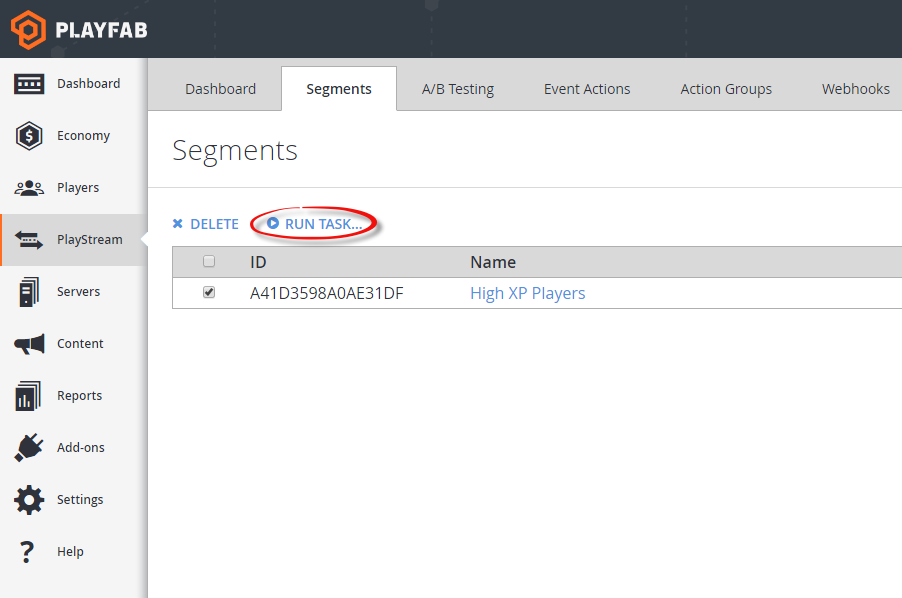 PLAYFAB
Dashboard
Economy
Players
PlayStream
Servers
Content
Reports
Add-ons
Settings
Help
Dashboard Segments A/B Testing Event Actions Action Groups Webhooks
Segments
DELETE RUN TASK...
ID Name
A41D3598A0AE31DF High XP Players